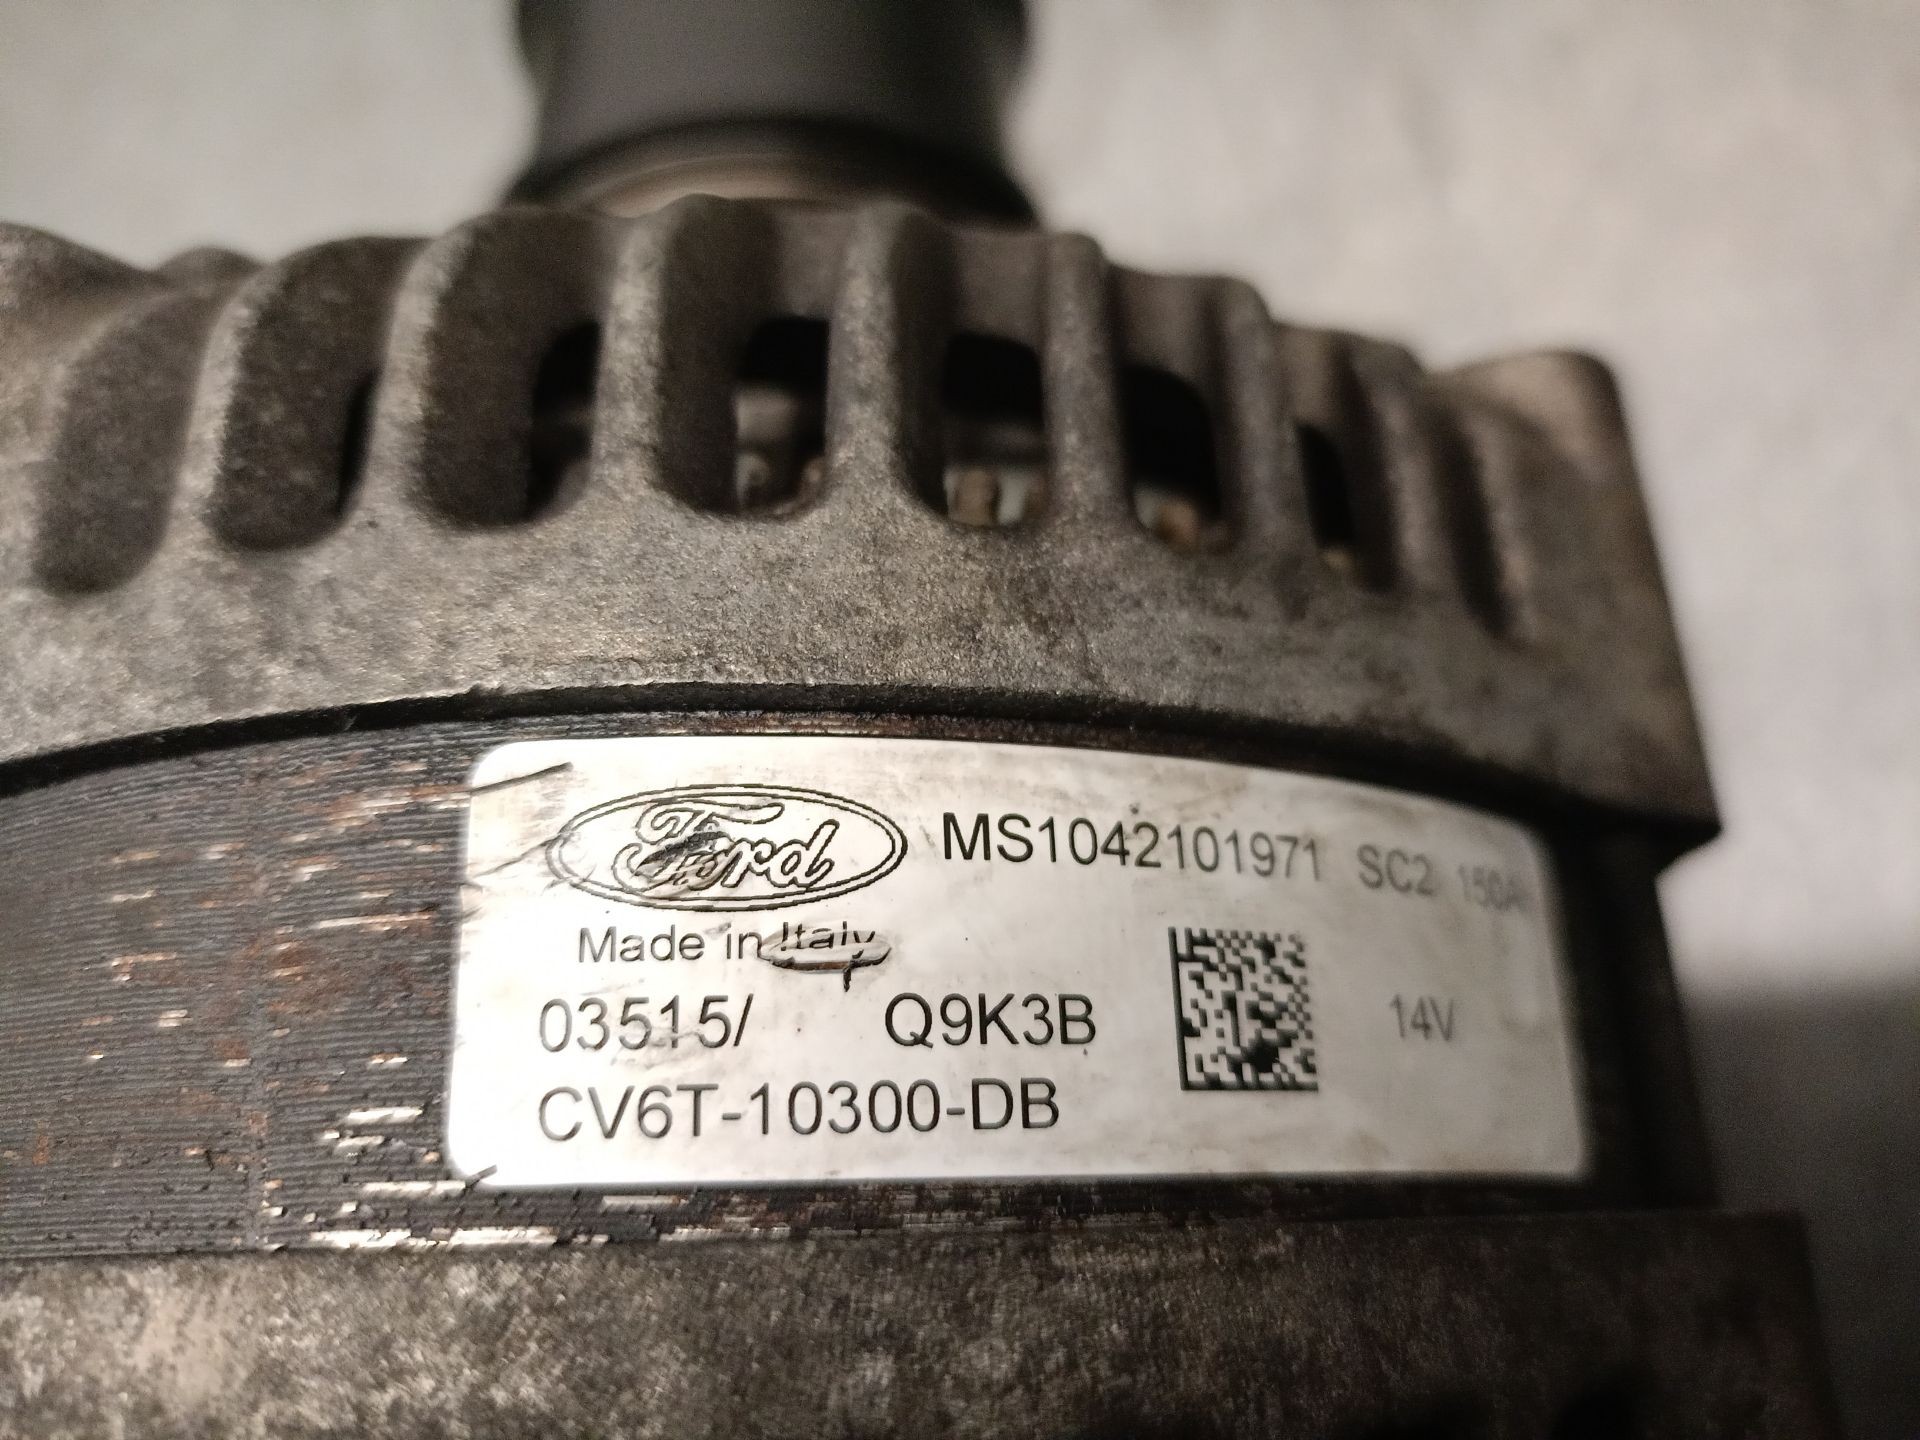 Ford MS1042101971 SC2 150A
Made in Italy
03515/ Q9K3B 14V
CV6T-10300-DB